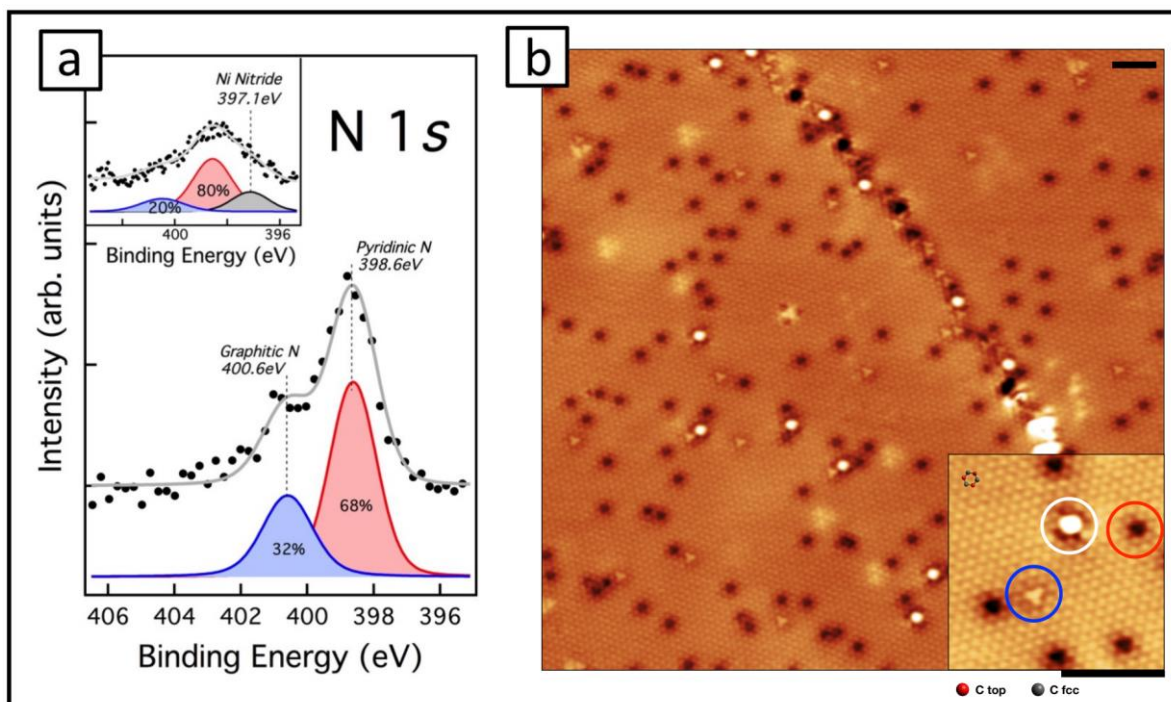 a
Ni Nitride
397.1eV
N 1s
80%
20%
400
396
Binding Energy (eV)
Pyridinic N
398.6eV
Graphitic N
400.6eV
68%
32%
406
404
402
400
398
396
Binding Energy (eV)
Intensity (arb. units)
b
C top
C fcc